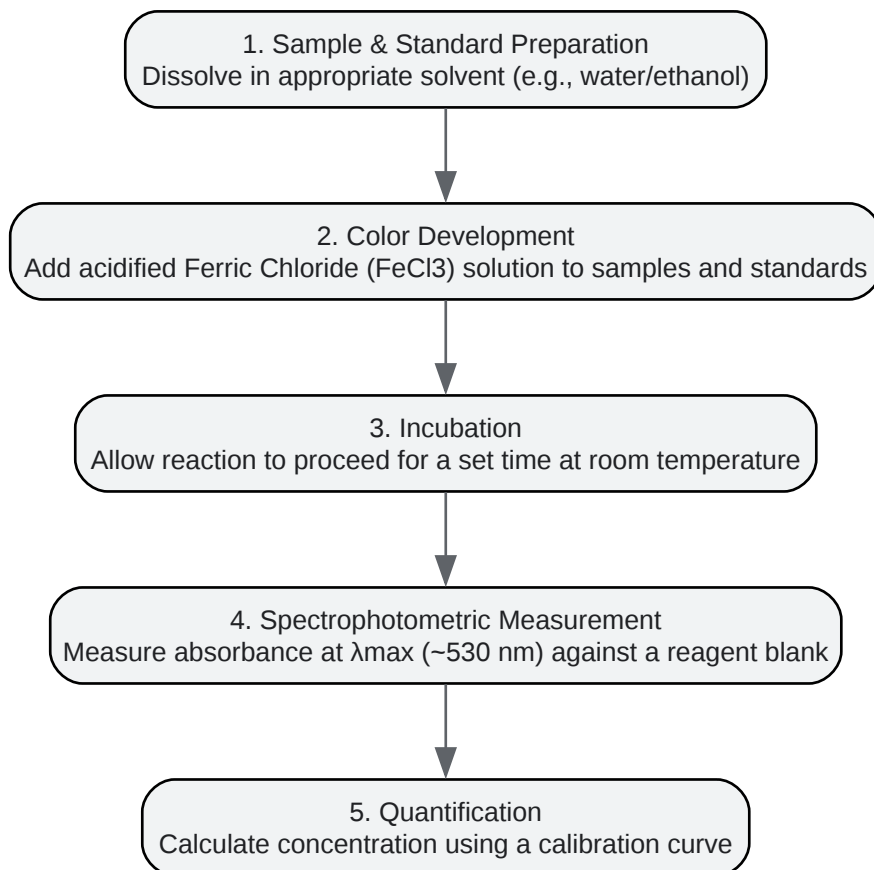 1. Sample & Standard Preparation
Dissolve in appropriate solvent (e.g., water/ethanol)
2. Color Development
Add acidified Ferric Chloride (FeCl3) solution to samples and standards
3. Incubation
Allow reaction to proceed for a set time at room temperature
4. Spectrophotometric Measurement
Measure absorbance at λmax (~530 nm) against a reagent blank
5. Quantification
Calculate concentration using a calibration curve